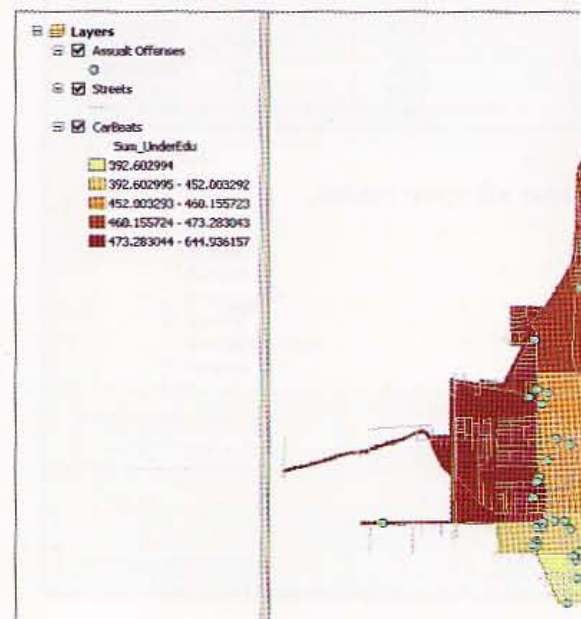 Layers
Assualt Offenses
Streets
CarBeats
Sum_UnderEdu
392.602994
392.602995 - 452.003292
452.003293 - 460.155723
460.155724 - 473.283043
473.283044 - 644.936157